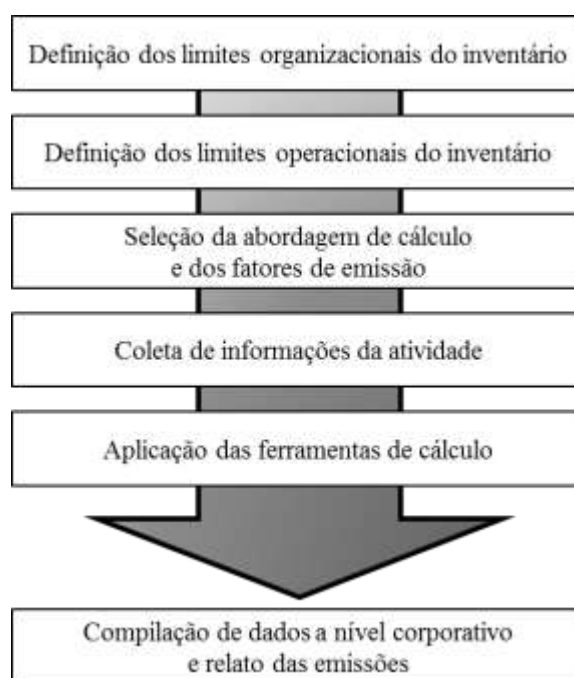 Definição dos limites organizacionais do inventário
Definição dos limites operacionais do inventário
Seleção da abordagem de cálculo
e dos fatores de emissão
Coleta de informações da atividade
Aplicação das ferramentas de cálculo
Compilação de dados a nível corporativo
e relato das emissões